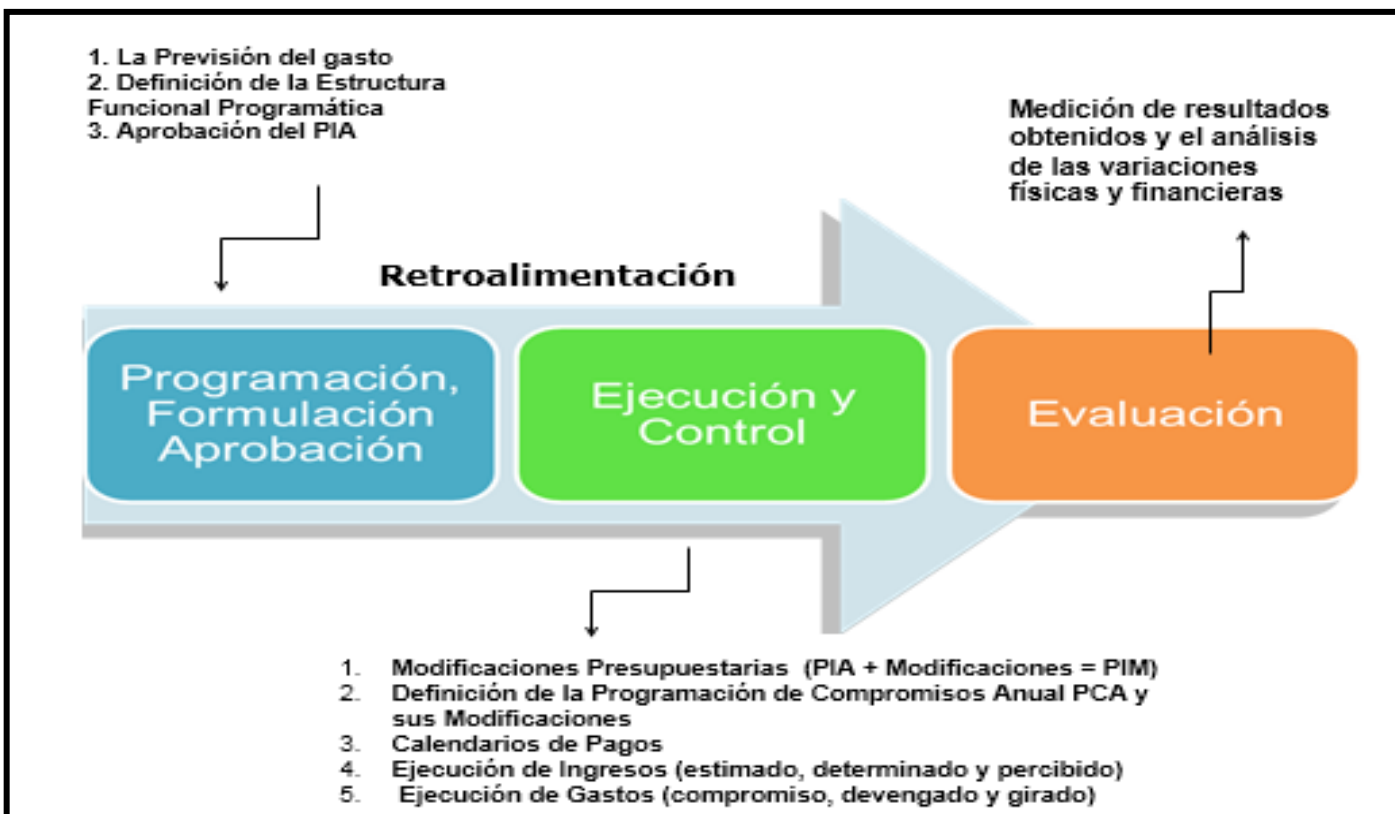 1. La Previsión del gasto
2. Definición de la Estructura
Funcional Programática
3. Aprobación del PIA
Medición de resultados
obtenidos y el análisis
de las variaciones
físicas y financieras
Retroalimentación
Programación,
Formulación
Aprobación
Ejecución y
Control
Evaluación
1. Modificaciones Presupuestarias (PIA + Modificaciones = PIM)
2. Definición de la Programación de Compromisos Anual PCA y
sus Modificaciones
3. Calendarios de Pagos
4. Ejecución de Ingresos (estimado, determinado y percibido)
5. Ejecución de Gastos (compromiso, devengado y girado)